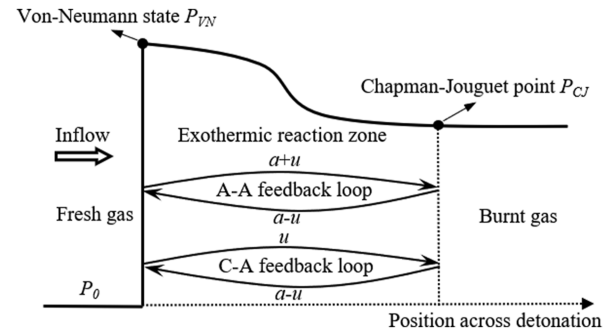 Von-Neumann state P_VN
Chapman-Jouguet point P_CJ
Inflow
Exothermic reaction zone
a+u
A-A feedback loop
a-u
Fresh gas
Burnt gas
u
C-A feedback loop
a-u
P_0
Position across detonation